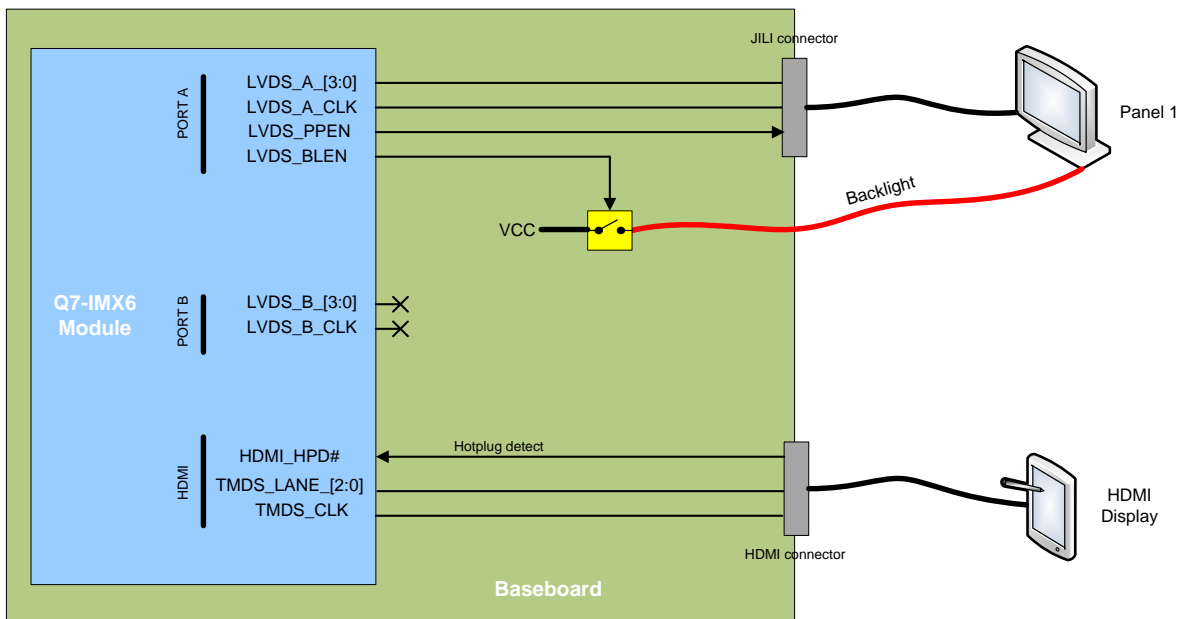 JILI connector
PORT A
LVDS_A_[3:0]
LVDS_A_CLK
LVDS_PPEN
LVDS_BLEN
Panel 1
Backlight
VCC
Q7-IMX6
Module
PORT B
LVDS_B_[3:0]
LVDS_B_CLK
HDMI
HDMI_HPD#
TMDS_LANE_[2:0]
TMDS_CLK
Hotplug detect
HDMI
Display
HDMI connector
Baseboard